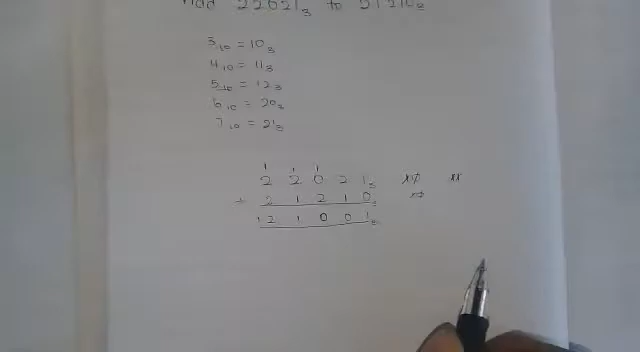 Add 22021₃ to 21210₃
3₁₀ = 10₃
4₁₀ = 11₃
5₁₀ = 12₃
6₁₀ = 20₃
7₁₀ = 21₃
1 1 1
2 2 0 2 1₃
+ 2 1 2 1 0₃
1 2 1 0 0 1₃